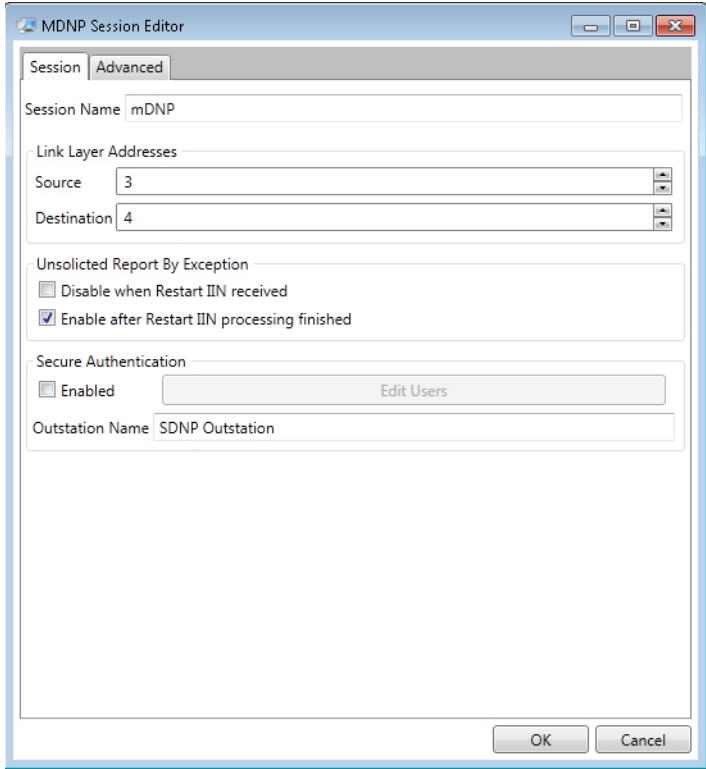 MDNP Session Editor
Session Advanced
Session Name mDNP
Link Layer Addresses
Source 3
Destination 4
Unsolicted Report By Exception
Disable when Restart IIN received
Enable after Restart IIN processing finished
Secure Authentication
Enabled Edit Users
Outstation Name SDNP Outstation
OK Cancel